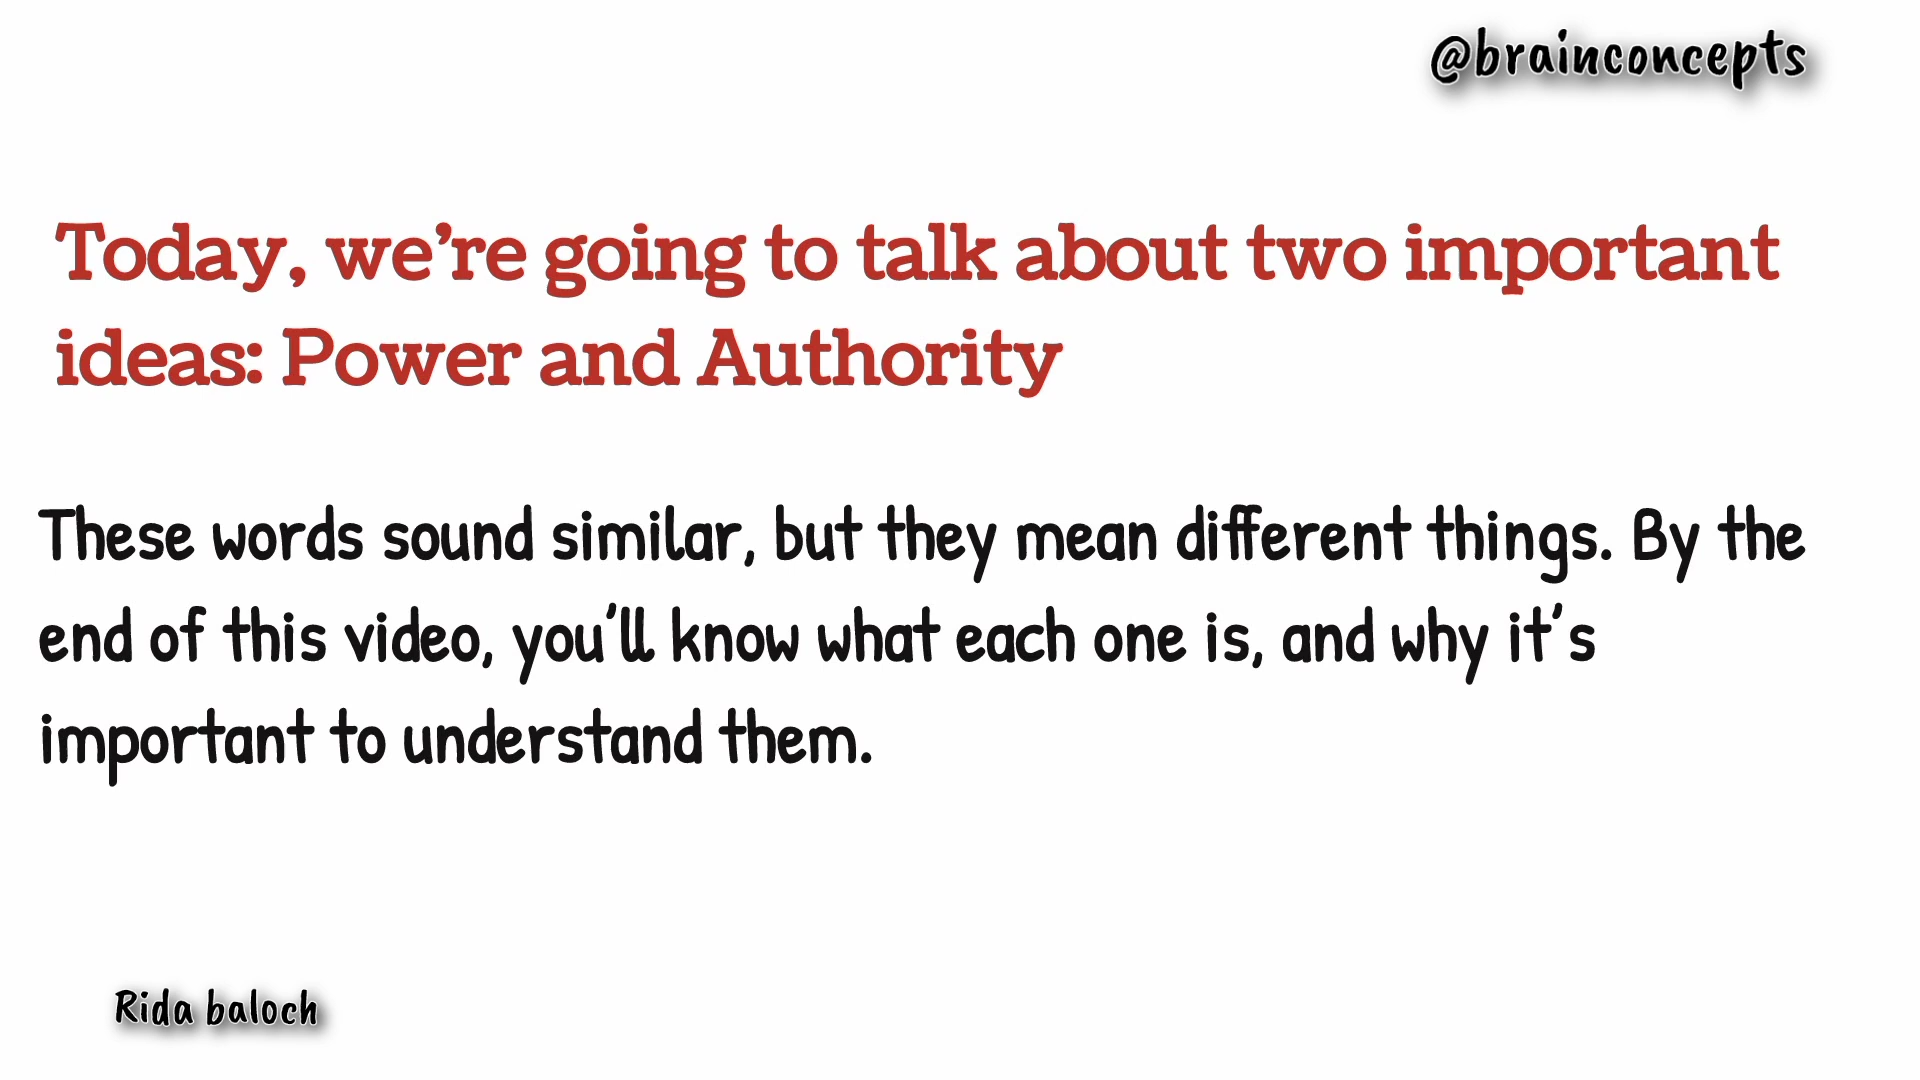 @brainconcepts
Today, we're going to talk about two important
ideas: Power and Authority
These words sound similar, but they mean different things. By the
end of this video, you'll know what each one is, and why it's
important to understand them.
Rida baloch